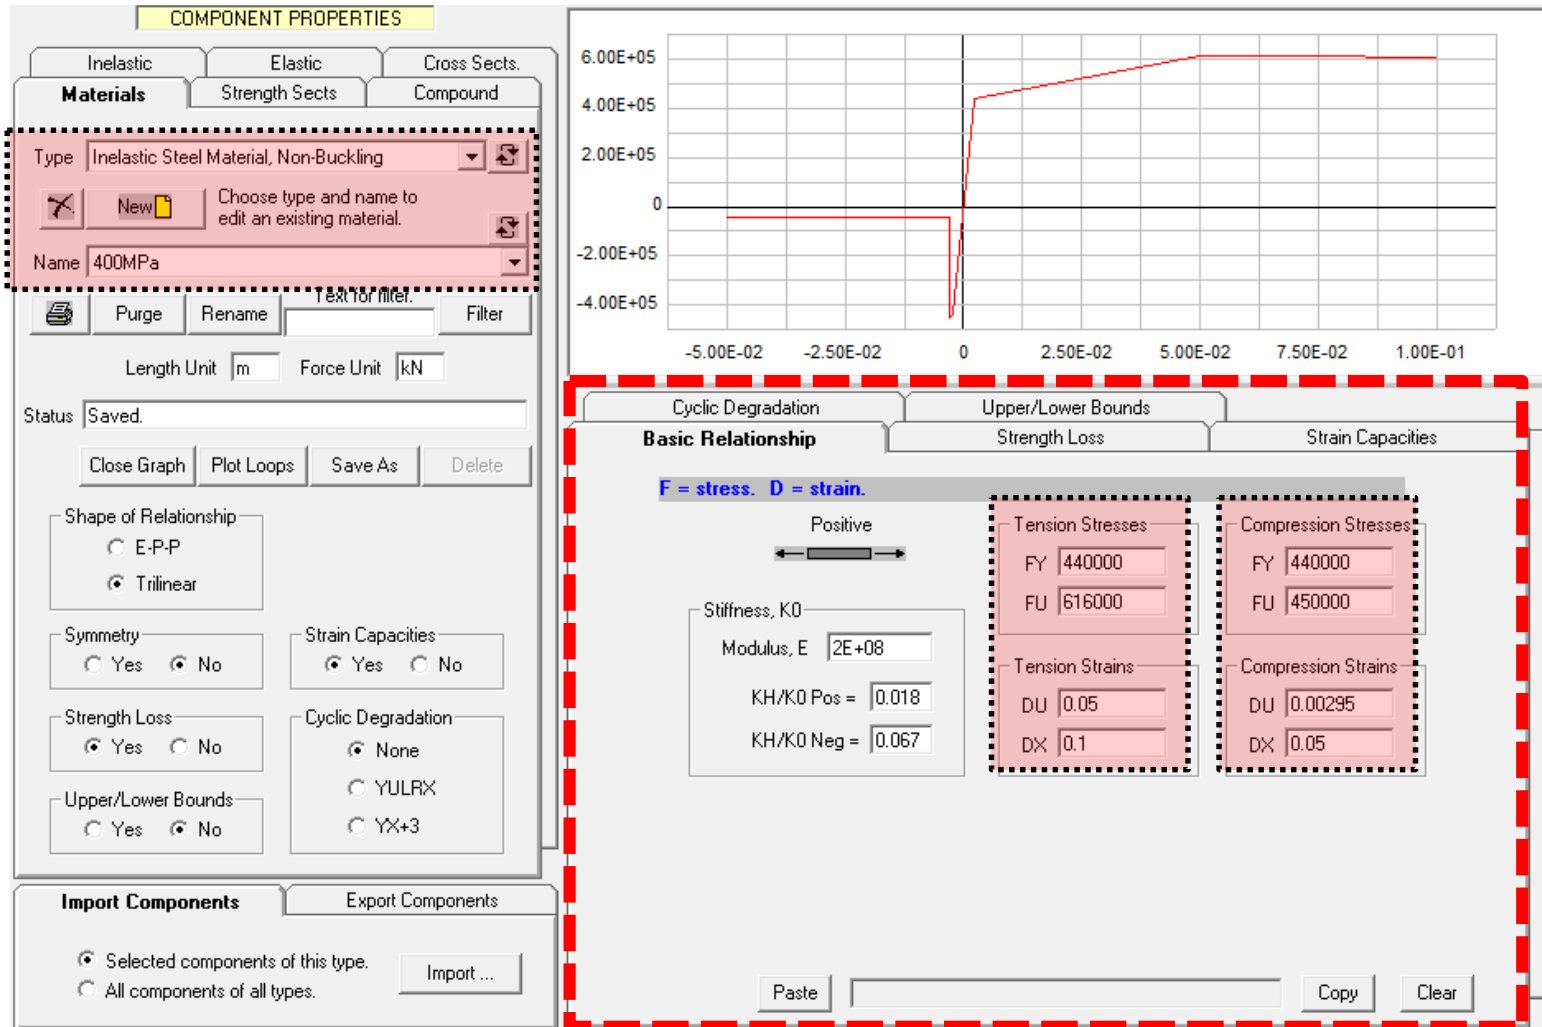 COMPONENT PROPERTIES
Inelastic
Elastic
Cross Sects.
Materials
Strength Sects
Compound
Type
Inelastic Steel Material, Non-Buckling
New
Choose type and name to
edit an existing material.
Name
400MPa
Text for filter.
Purge
Rename
Filter
Length Unit
m
Force Unit
kN
Status
Saved.
Close Graph
Plot Loops
Save As
Delete
Shape of Relationship
E-P-P
Trilinear
Symmetry
Yes
No
Strain Capacities
Yes
No
Strength Loss
Yes
No
Cyclic Degradation
None
YULRX
YX+3
Upper/Lower Bounds
Yes
No
Import Components
Export Components
Selected components of this type.
All components of all types.
Import ...
6.00E+05
4.00E+05
2.00E+05
0
-2.00E+05
-4.00E+05
-5.00E-02
-2.50E-02
0
2.50E-02
5.00E-02
7.50E-02
1.00E-01
Cyclic Degradation
Upper/Lower Bounds
Basic Relationship
Strength Loss
Strain Capacities
F = stress. D = strain.
Positive
Stiffness, K0
Modulus, E
2E+08
KH/K0 Pos =
0.018
KH/K0 Neg =
0.067
Tension Stresses
FY
440000
FU
616000
Tension Strains
DU
0.05
DX
0.1
Compression Stresses
FY
440000
FU
450000
Compression Strains
DU
0.00295
DX
0.05
Paste
Copy
Clear